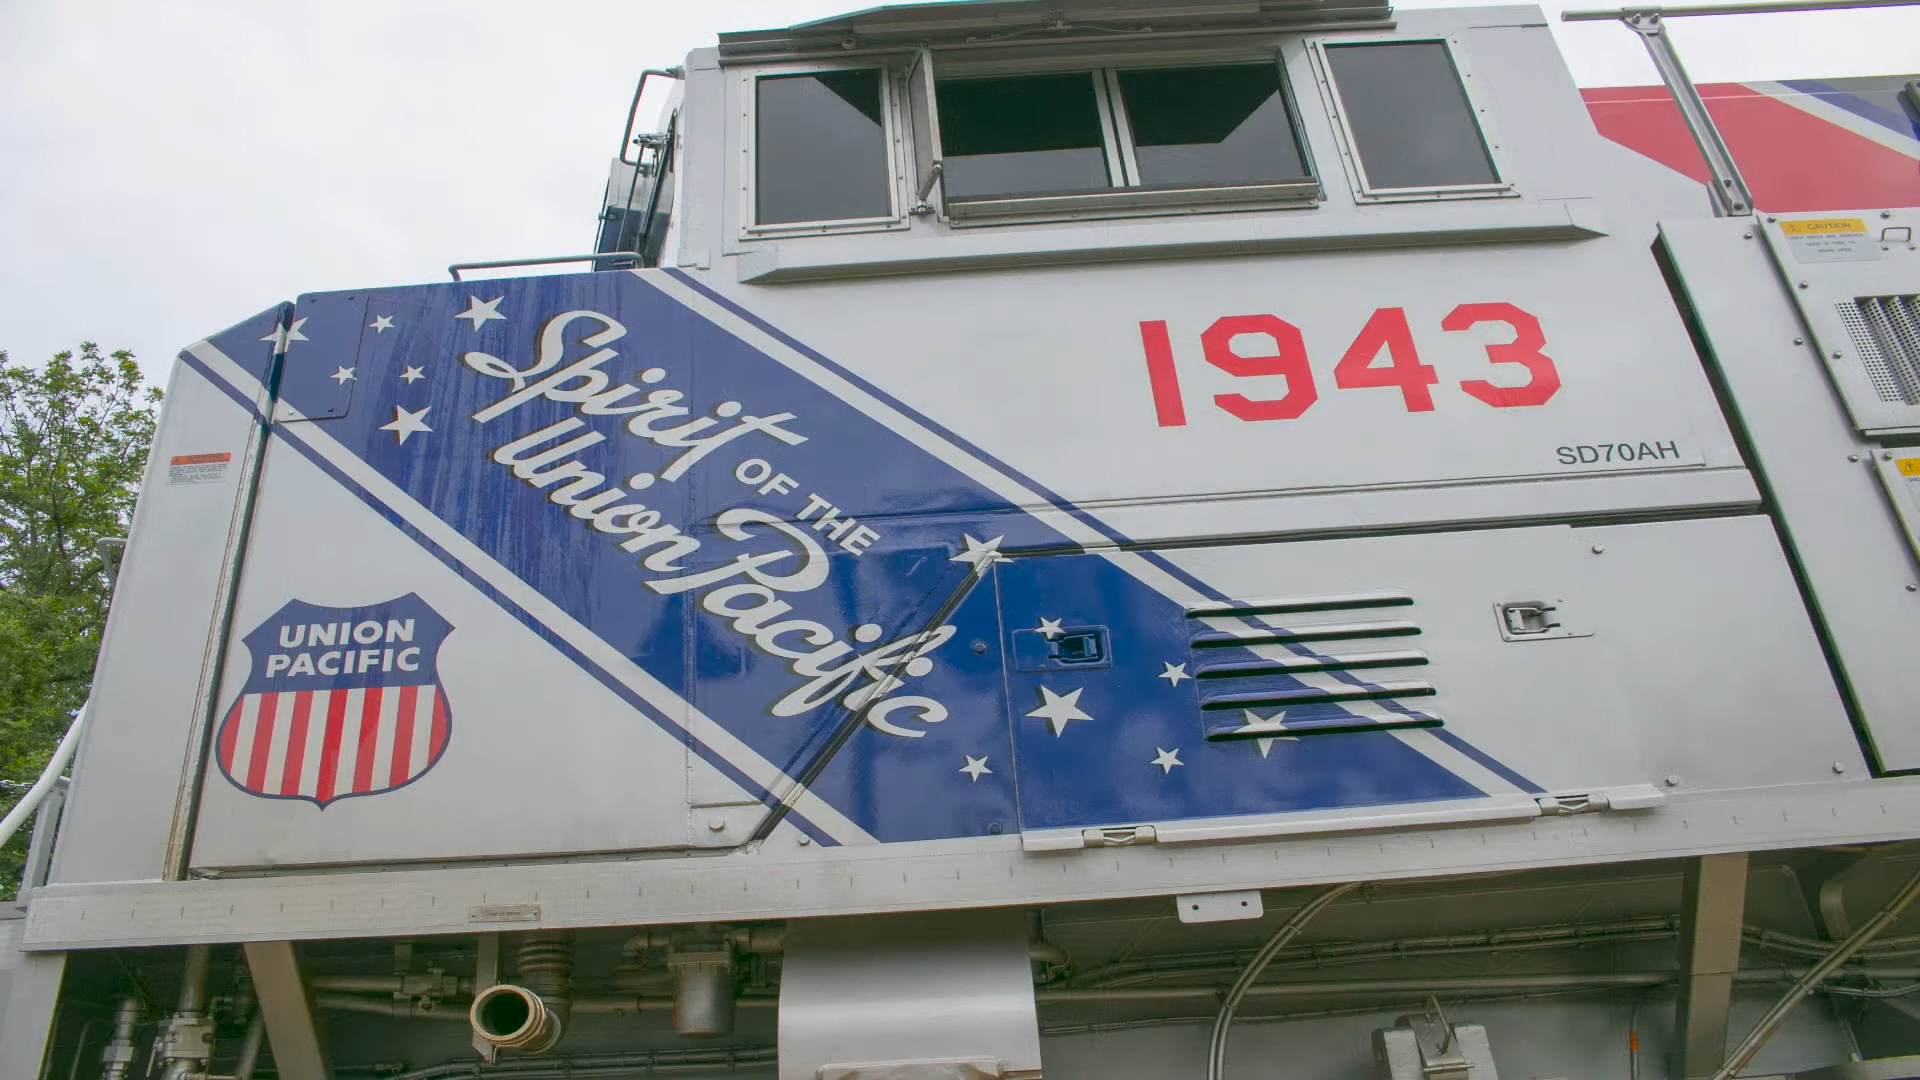 Spirit
OF THE
Union Pacific
1943
SD70AH
UNION
PACIFIC
CAUTION